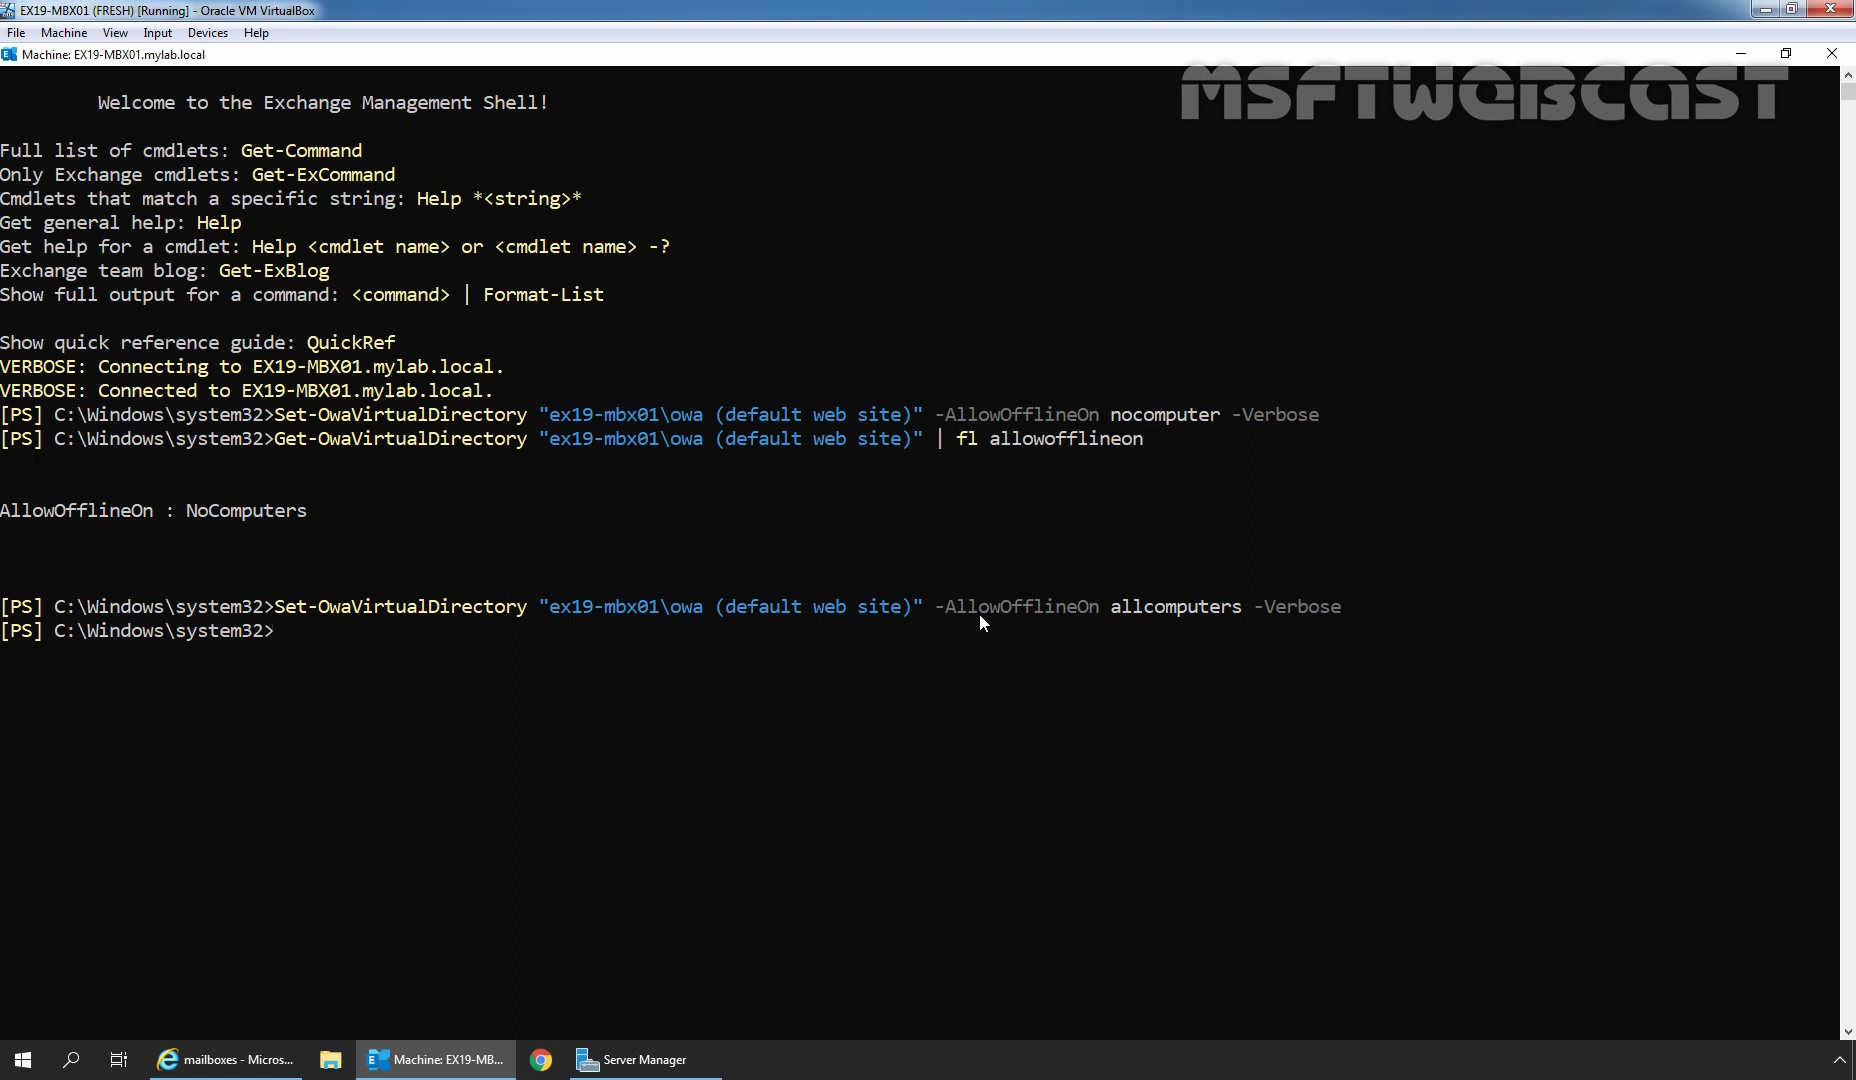 EX19-MBX01 (FRESH) [Running] - Oracle VM VirtualBox
File Machine View Input Devices Help
Machine: EX19-MBX01.mylab.local
MSFTWEBCAST
Welcome to the Exchange Management Shell!
Full list of cmdlets: Get-Command
Only Exchange cmdlets: Get-ExCommand
Cmdlets that match a specific string: Help *<string>*
Get general help: Help
Get help for a cmdlet: Help <cmdlet name> or <cmdlet name> -?
Exchange team blog: Get-ExBlog
Show full output for a command: <command> | Format-List
Show quick reference guide: QuickRef
VERBOSE: Connecting to EX19-MBX01.mylab.local.
VERBOSE: Connected to EX19-MBX01.mylab.local.
[PS] C:\Windows\system32>Set-OwaVirtualDirectory "ex19-mbx01\owa (default web site)" -AllowOfflineOn nocomputer -Verbose
[PS] C:\Windows\system32>Get-OwaVirtualDirectory "ex19-mbx01\owa (default web site)" | fl allowofflineon
AllowOfflineOn : NoComputers
[PS] C:\Windows\system32>Set-OwaVirtualDirectory "ex19-mbx01\owa (default web site)" -AllowOfflineOn allcomputers -Verbose
[PS] C:\Windows\system32>
mailboxes - Micros... Machine: EX19-MB... Server Manager